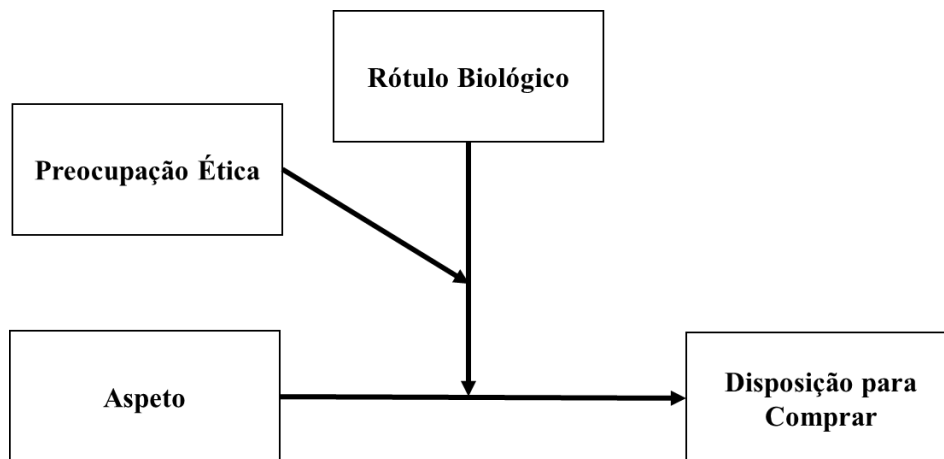 Rótulo Biológico
Preocupação Ética
Aspeto
Disposição para
Comprar